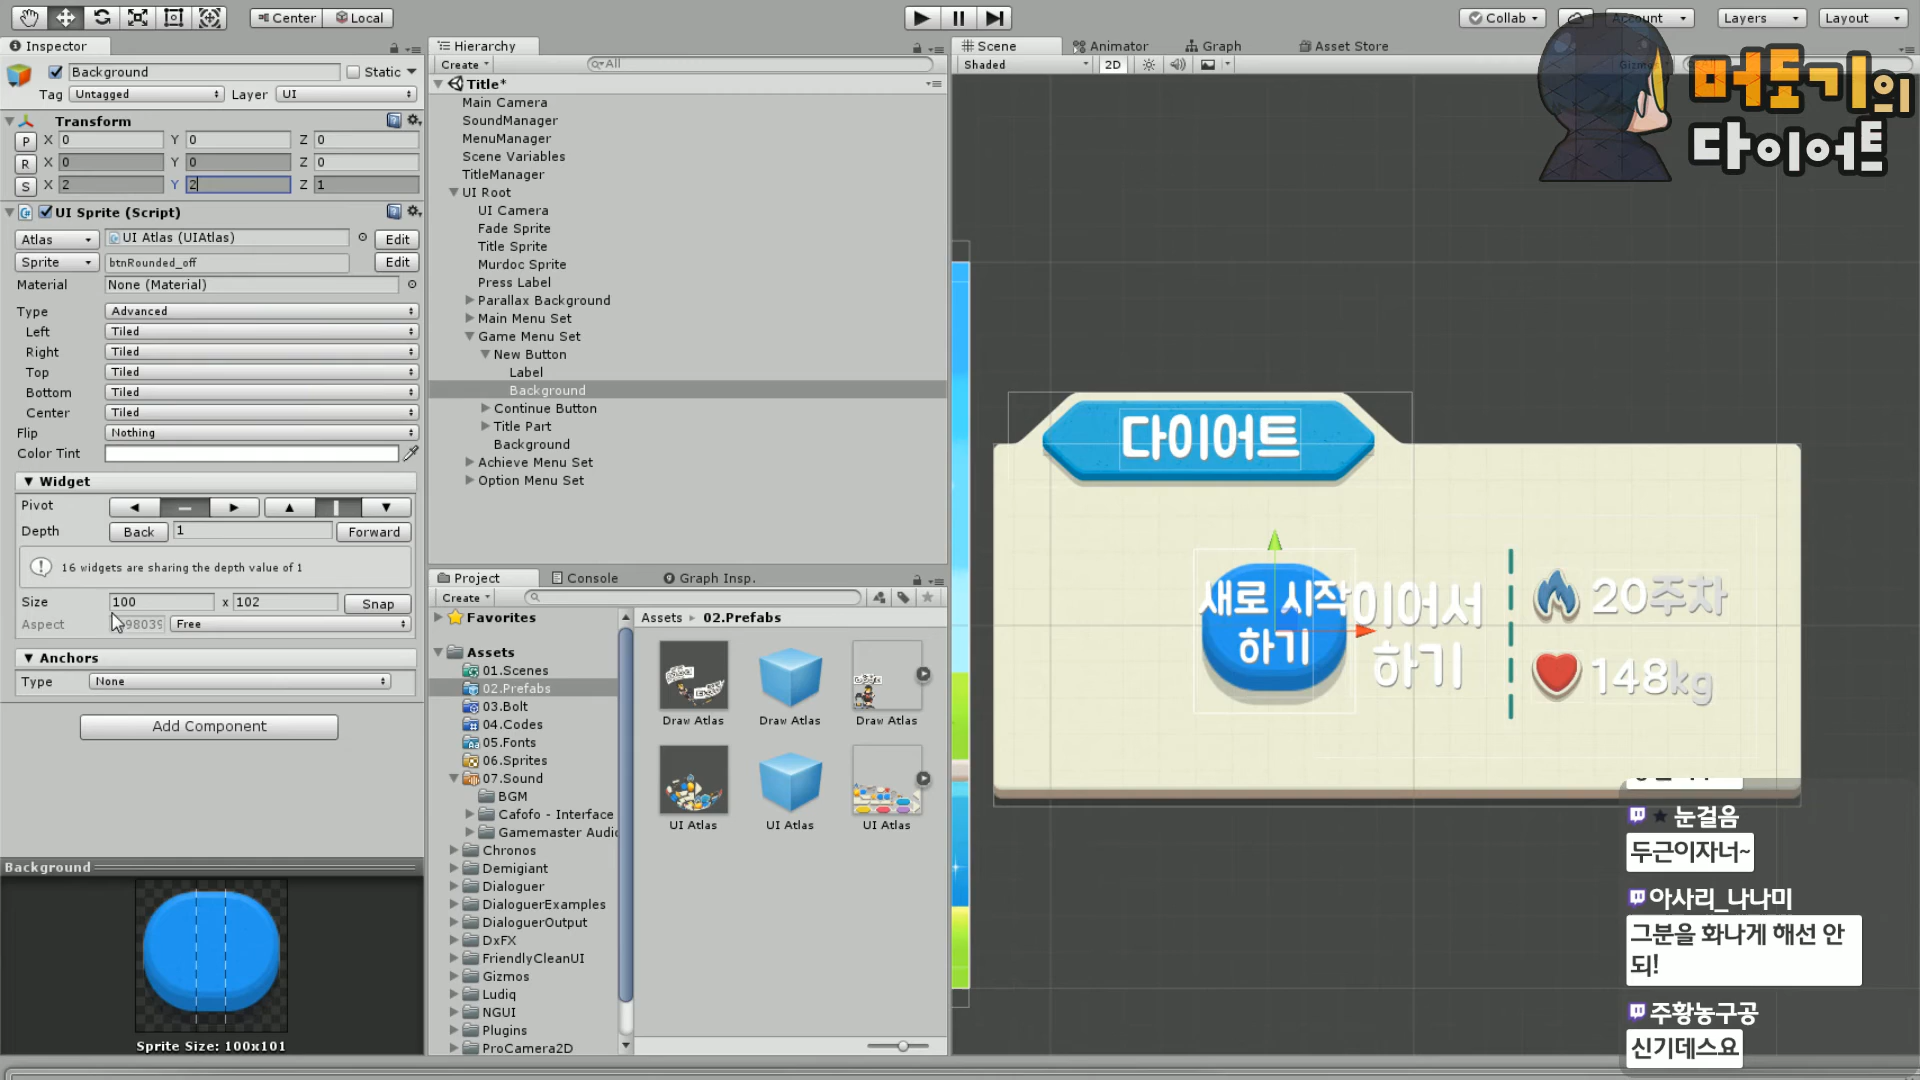 Center
Local
Collab
Account
Layers
Layout
Inspector
Background
Static
Tag
Untagged
Layer
UI
Transform
P X 0 Y 0 Z 0
R X 0 Y 0 Z 0
S X 2 Y 2 Z 1
UI Sprite (Script)
Atlas
UI Atlas (UIAtlas)
Edit
Sprite
btnRounded_off
Edit
Material
None (Material)
Type
Advanced
Left
Tiled
Right
Tiled
Top
Tiled
Bottom
Tiled
Center
Tiled
Flip
Nothing
Color Tint
Widget
Pivot
Depth
Back
1
Forward
16 widgets are sharing the depth value of 1
Size
100
x
102
Snap
Aspect
98039
Free
Anchors
Type
None
Add Component
Background
Sprite Size: 100x101
Hierarchy
Create
All
Title*
Main Camera
SoundManager
MenuManager
Scene Variables
TitleManager
UI Root
UI Camera
Fade Sprite
Title Sprite
Murdoc Sprite
Press Label
Parallax Background
Main Menu Set
Game Menu Set
New Button
Label
Background
Continue Button
Title Part
Background
Achieve Menu Set
Option Menu Set
Project
Console
Graph Insp.
Create
Favorites
Assets
01.Scenes
02.Prefabs
03.Bolt
04.Codes
05.Fonts
06.Sprites
07.Sound
BGM
Cafofo - Interface
Gamemaster Audio
Chronos
Demigiant
Dialoguer
DialoguerExamples
DialoguerOutput
DxFX
FriendlyCleanUI
Gizmos
Ludiq
NGUI
Plugins
ProCamera2D
Assets
02.Prefabs
Draw Atlas
Draw Atlas
Draw Atlas
UI Atlas
UI Atlas
UI Atlas
Scene
Animator
Graph
Asset Store
Shaded
2D
Gizmos
머도기의
다이어트
다이어트
새로 시작
하기
이어서
하기
20주차
148kg
눈걸음
두근이자너~
아사리_나나미
그분을 화나게 해선 안
되!
주황농구공
신기데스요